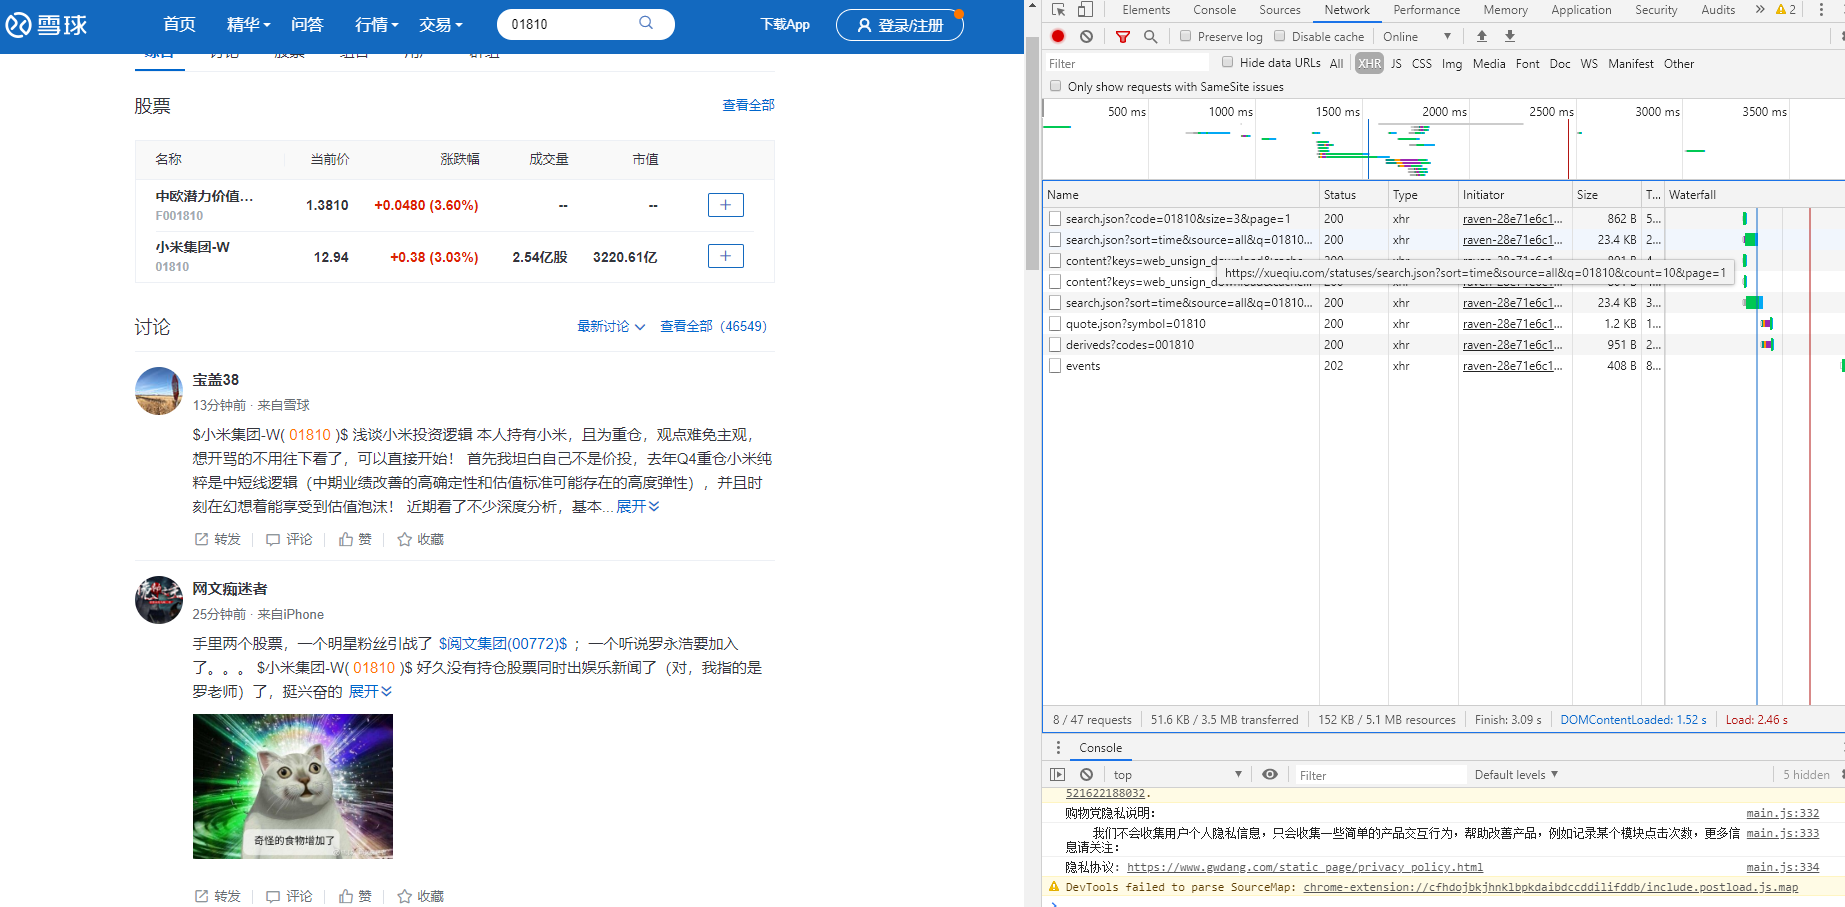 雪球
首页 精华 问答 行情 交易 01810 下载App 登录/注册
股票 查看全部
名称 当前价 涨跌幅 成交量 市值
中欧潜力价值... 1.3810 +0.0480 (3.60%) -- --
F001810
小米集团-W 12.94 +0.38 (3.03%) 2.54亿股 3220.61亿
01810
讨论 最新讨论 查看全部（46549）
宝盖38
13分钟前 · 来自雪球
$小米集团-W( 01810 )$ 浅谈小米投资逻辑 本人持有小米，且为重仓，观点难免主观，
想开骂的不用往下看了，可以直接开始！ 首先我坦白自己不是价投，去年Q4重仓小米纯
粹是中短线逻辑（中期业绩改善的高确定性和估值标准可能存在的高度弹性），并且时
刻在幻想着能享受到估值泡沫！ 近期看了不少深度分析，基本...展开
转发 评论 赞 收藏
网文痴迷者
25分钟前 · 来自iPhone
手里两个股票，一个明星粉丝引战了 $阅文集团(00772)$ ；一个听说罗永浩要加入
了。。。 $小米集团-W( 01810 )$ 好久没有持仓股票同时出娱乐新闻了（对，我指的是
罗老师）了，挺兴奋的 展开
奇怪的食物增加了
转发 评论 赞 收藏
Elements Console Sources Network Performance Memory Application Security Audits » 2
Preserve log Disable cache Online
Filter Hide data URLs All XHR JS CSS Img Media Font Doc WS Manifest Other
Only show requests with SameSite issues
500 ms 1000 ms 1500 ms 2000 ms 2500 ms 3000 ms 3500 ms
Name Status Type Initiator Size T... Waterfall
search.json?code=01810&size=3&page=1 200 xhr raven-28e71e6c1... 862 B 5...
search.json?sort=time&source=all&q=01810... 200 xhr raven-28e71e6c1... 23.4 KB 2...
content?keys=web_unsign_download&cache... 200 xhr raven-28e71e6c1...
https://xueqiu.com/statuses/search.json?sort=time&source=all&q=01810&count=10&page=1
content?keys=web_unsign_download&cache... 200 xhr raven-28e71e6c1...
search.json?sort=time&source=all&q=01810... 200 xhr raven-28e71e6c1... 23.4 KB 3...
quote.json?symbol=01810 200 xhr raven-28e71e6c1... 1.2 KB 1...
deriveds?codes=001810 200 xhr raven-28e71e6c1... 951 B 2...
events 202 xhr raven-28e71e6c1... 408 B 8...
8 / 47 requests 51.6 KB / 3.5 MB transferred 152 KB / 5.1 MB resources Finish: 3.09 s DOMContentLoaded: 1.52 s Load: 2.46 s
Console
top Filter Default levels 5 hidden
521622188032.
购物党隐私说明: main.js:332
我们不会收集用户个人隐私信息，只会收集一些简单的产品交互行为，帮助改善产品，例如记录某个模块点击次数，更多信 main.js:333
息请关注:
隐私协议: https://www.gwdang.com/static_page/privacy_policy.html main.js:334
DevTools failed to parse SourceMap: chrome-extension://cfhdojbkjhnklbpkdaibdccddilifddb/include.postload.js.map